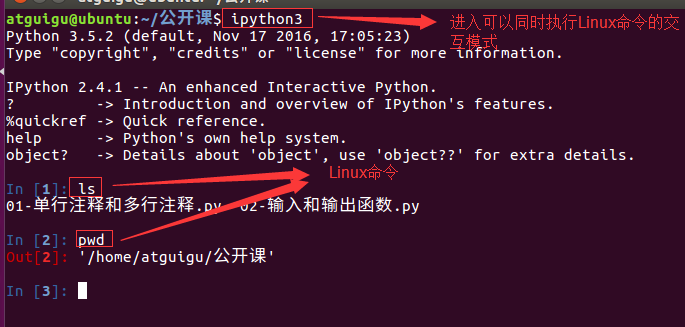 atguigu@ubuntu:~/公开课$ ipython3
进入可以同时执行Linux命令的交
互模式
Python 3.5.2 (default, Nov 17 2016, 17:05:23)
Type "copyright", "credits" or "license" for more information.
IPython 2.4.1 -- An enhanced Interactive Python.
? -> Introduction and overview of IPython's features.
%quickref -> Quick reference.
help -> Python's own help system.
object? -> Details about 'object', use 'object??' for extra details.
Linux命令
In [1]: ls
01-单行注释和多行注释.py 02-输入和输出函数.py
In [2]: pwd
Out[2]: '/home/atguigu/公开课'
In [3]: